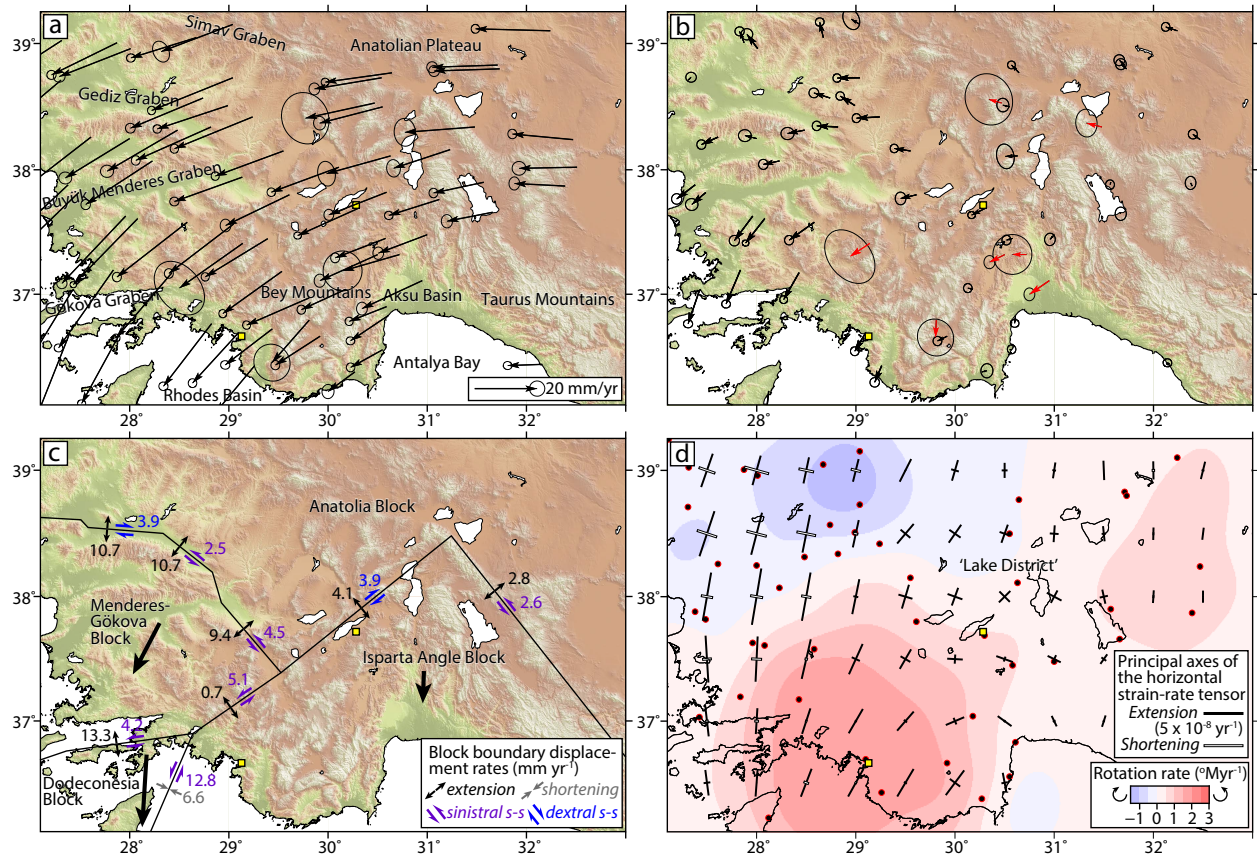 a
39°
38°
37°
28
29
30
31
32
Simav Graben
Anatolian Plateau
Gediz Graben
Büyük Menderes Graben
Gökova Graben
Bey Mountains
Aksu Basin
Taurus Mountains
Antalya Bay
Rhodes Basin
20 mm/yr
b
39°
38°
37°
28
29
30
31
32
c
39°
38°
37°
28
29
30
31
32
Anatolia Block
3.9
10.7
2.5
10.7
Menderes-
Gökova
Block
9.4
4.5
3.9
4.1
2.8
2.6
Isparta Angle Block
5.1
0.7
4.2
13.3
Dodeconesia
Block
12.8
6.6
Block boundary displace-
ment rates (mm yr⁻¹)
extension
shortening
sinistral s-s
dextral s-s
d
39°
38°
37°
28
29
30
31
32
'Lake District'
Principal axes of
the horizontal
strain-rate tensor
Extension
(5 x 10⁻⁸ yr⁻¹)
Shortening
Rotation rate (°Myr⁻¹)
−1 0 1 2 3